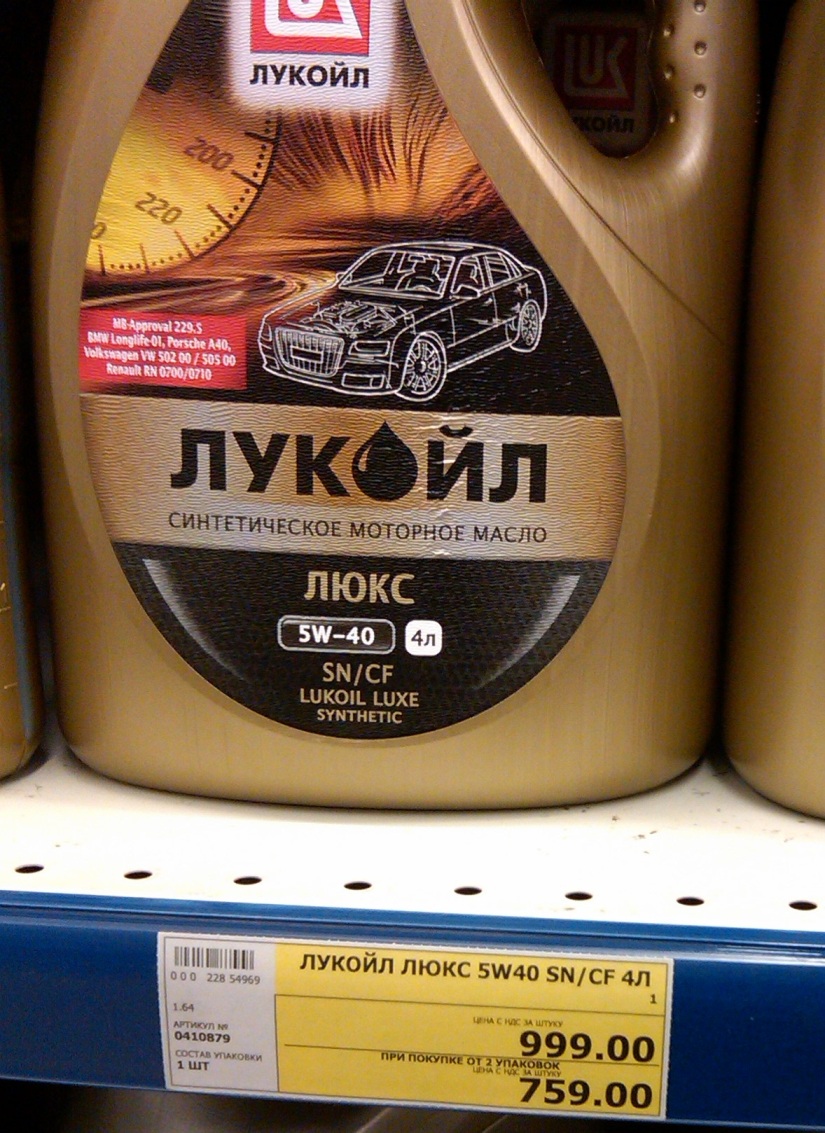 ЛУКОЙЛ
LUK
200
220
MB-Approval 229.5
BMW Longlife-01, Porsche A40,
Volkswagen VW 502 00 / 505 00
Renault RN 0700/0710
ЛУКОЙЛ
СИНТЕТИЧЕСКОЕ МОТОРНОЕ МАСЛО
ЛЮКС
5W-40 4л
SN/CF
LUKOIL LUXE
SYNTHETIC
000 228 54969
ЛУКОЙЛ ЛЮКС 5W40 SN/CF 4Л
1
1.64
АРТИКУЛ №
0410879
СОСТАВ УПАКОВКИ
1 ШТ
ЦЕНА С НДС ЗА ШТУКУ
999.00
ПРИ ПОКУПКЕ ОТ 2 УПАКОВОК
ЦЕНА С НДС ЗА ШТУКУ
759.00